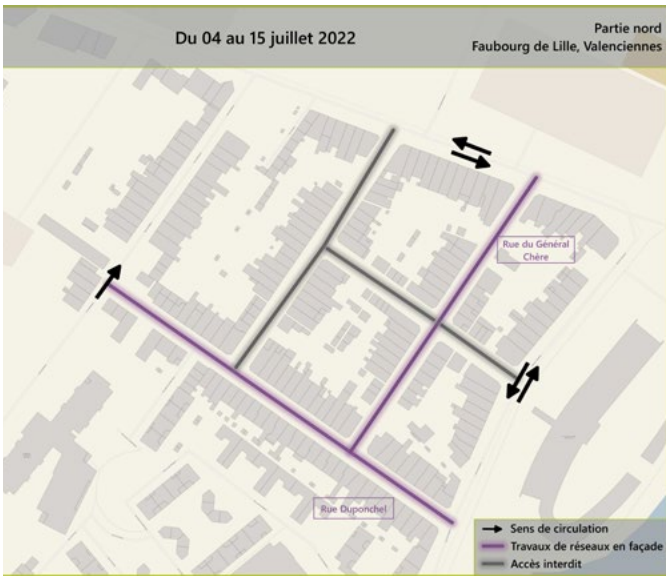 Du 04 au 15 juillet 2022
Partie nord
Faubourg de Lille, Valenciennes
Rue du Général
Chère
Rue Duponchel
Sens de circulation
Travaux de réseaux en façade
Accès interdit